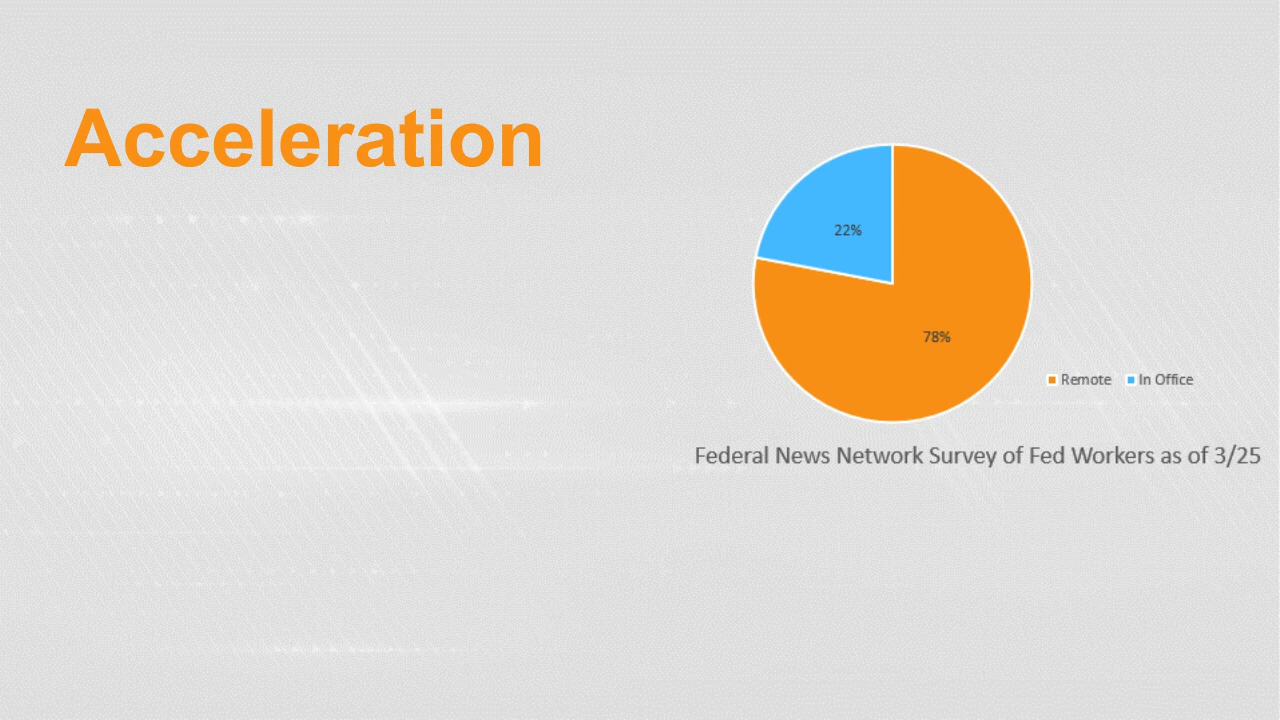 Acceleration
22%
78%
Remote In Office
Federal News Network Survey of Fed Workers as of 3/25